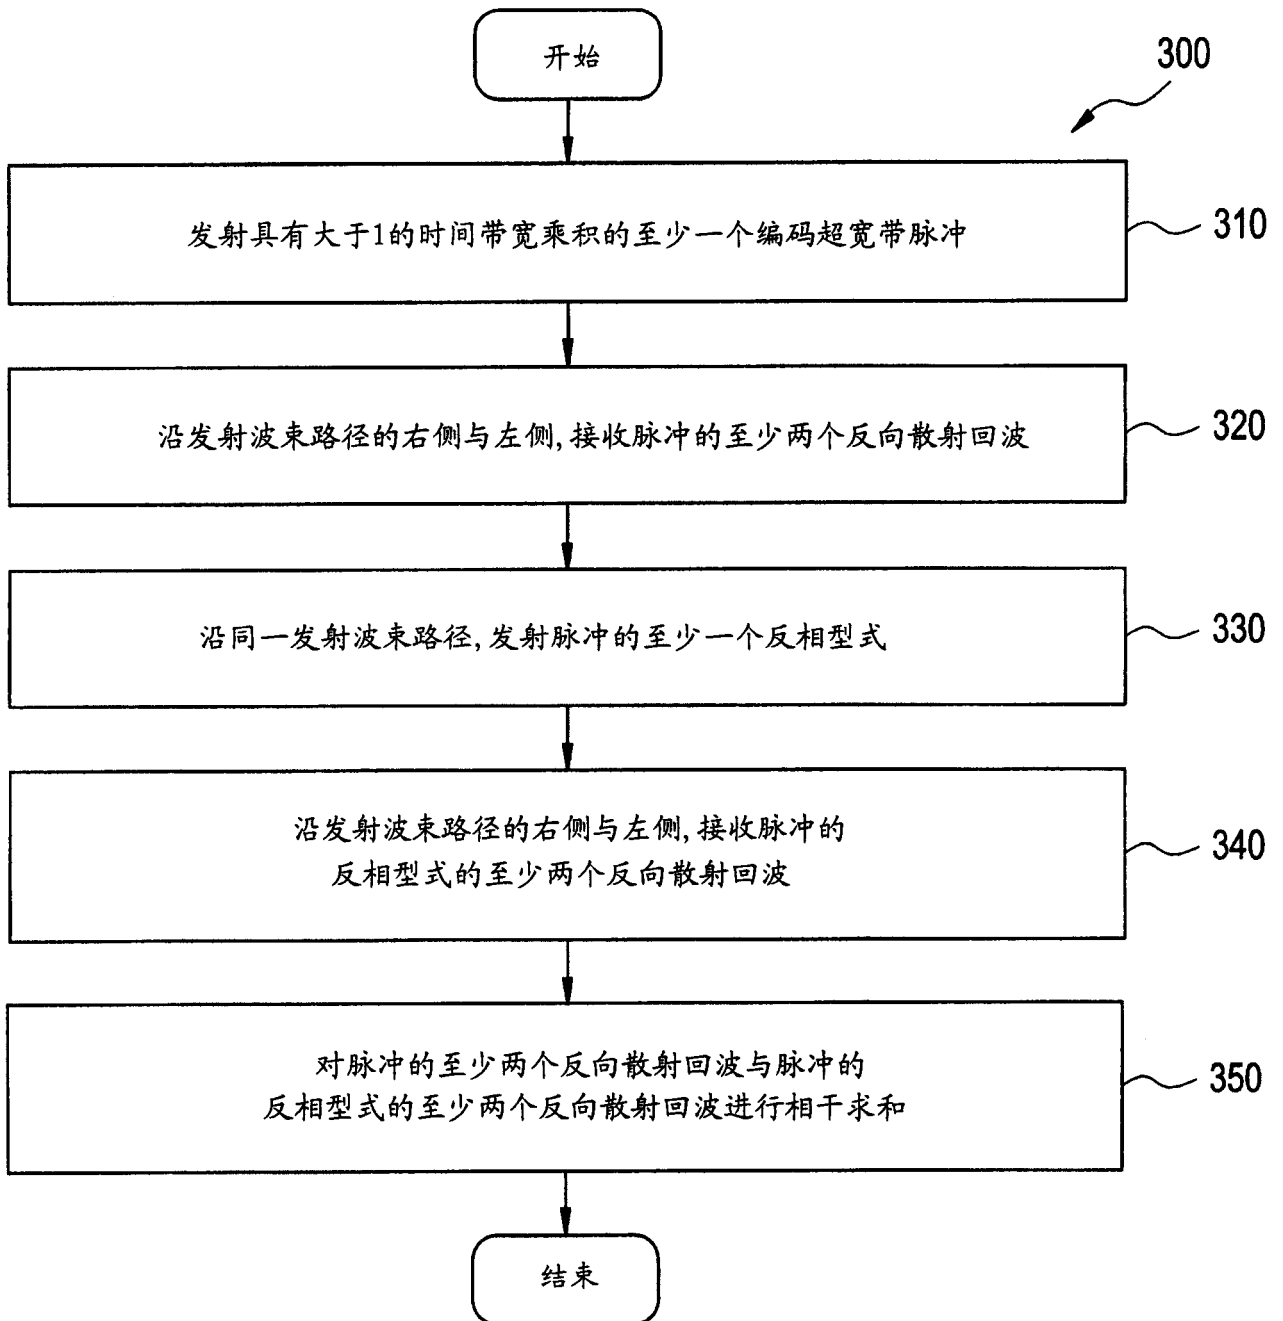 开始
300
发射具有大于1的时间带宽乘积的至少一个编码超宽带脉冲
310
沿发射波束路径的右侧与左侧,接收脉冲的至少两个反向散射回波
320
沿同一发射波束路径,发射脉冲的至少一个反相型式
330
沿发射波束路径的右侧与左侧,接收脉冲的
反相型式的至少两个反向散射回波
340
对脉冲的至少两个反向散射回波与脉冲的
反相型式的至少两个反向散射回波进行相干求和
350
结束